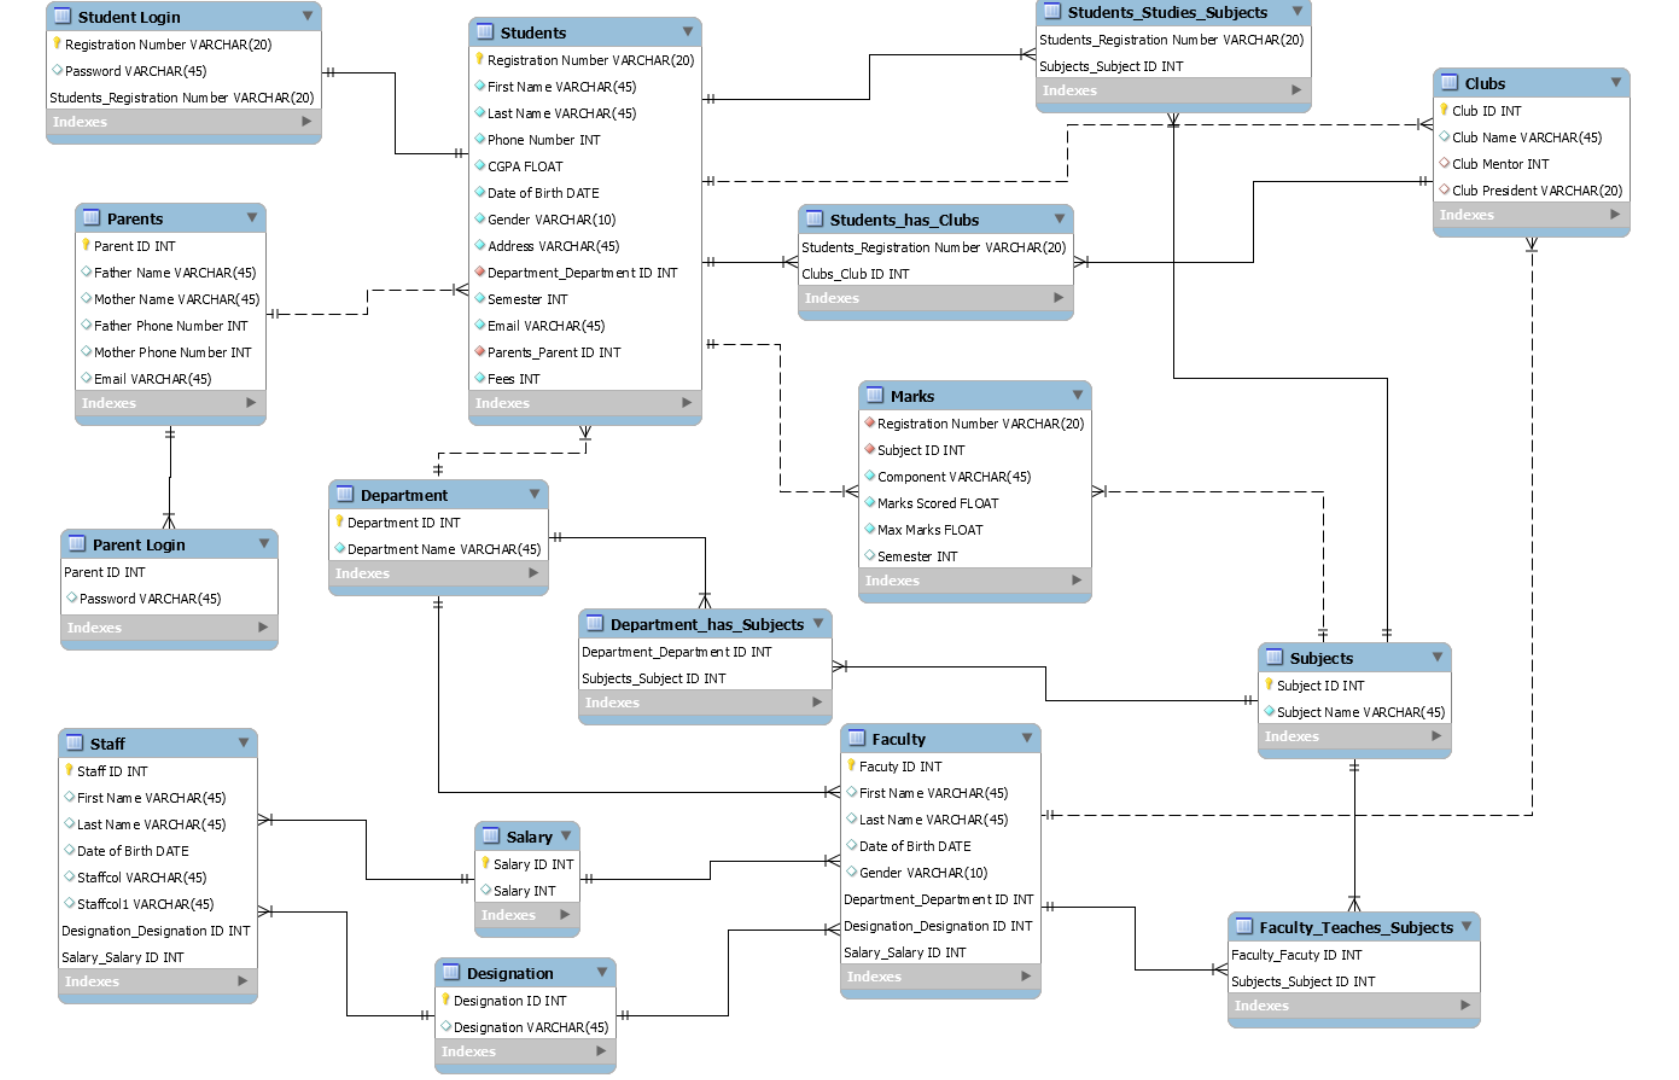 Student Login
Registration Number VARCHAR(20)
Password VARCHAR(45)
Students_Registration Number VARCHAR(20)
Indexes
Students
Registration Number VARCHAR(20)
First Name VARCHAR(45)
Last Name VARCHAR(45)
Phone Number INT
CGPA FLOAT
Date of Birth DATE
Gender VARCHAR(10)
Address VARCHAR(45)
Department_Department ID INT
Semester INT
Email VARCHAR(45)
Parents_Parent ID INT
Fees INT
Indexes
Students_Studies_Subjects
Students_Registration Number VARCHAR(20)
Subjects_Subject ID INT
Indexes
Clubs
Club ID INT
Club Name VARCHAR(45)
Club Mentor INT
Club President VARCHAR(20)
Indexes
Parents
Parent ID INT
Father Name VARCHAR(45)
Mother Name VARCHAR(45)
Father Phone Number INT
Mother Phone Number INT
Email VARCHAR(45)
Indexes
Students_has_Clubs
Students_Registration Number VARCHAR(20)
Clubs_Club ID INT
Indexes
Marks
Registration Number VARCHAR(20)
Subject ID INT
Component VARCHAR(45)
Marks Scored FLOAT
Max Marks FLOAT
Semester INT
Indexes
Department
Department ID INT
Department Name VARCHAR(45)
Indexes
Parent Login
Parent ID INT
Password VARCHAR(45)
Indexes
Department_has_Subjects
Department_Department ID INT
Subjects_Subject ID INT
Indexes
Subjects
Subject ID INT
Subject Name VARCHAR(45)
Indexes
Staff
Staff ID INT
First Name VARCHAR(45)
Last Name VARCHAR(45)
Date of Birth DATE
Staffcol VARCHAR(45)
Staffcol1 VARCHAR(45)
Designation_Designation ID INT
Salary_Salary ID INT
Indexes
Salary
Salary ID INT
Salary INT
Indexes
Faculty
Facuty ID INT
First Name VARCHAR(45)
Last Name VARCHAR(45)
Date of Birth DATE
Gender VARCHAR(10)
Department_Department ID INT
Designation_Designation ID INT
Salary_Salary ID INT
Indexes
Designation
Designation ID INT
Designation VARCHAR(45)
Indexes
Faculty_Teaches_Subjects
Faculty_Facuty ID INT
Subjects_Subject ID INT
Indexes